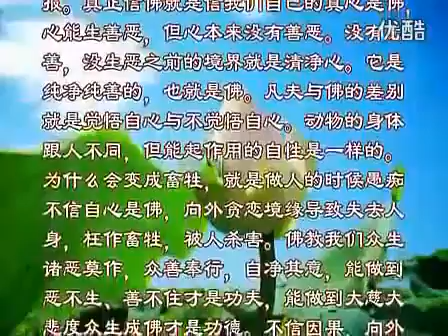 报。真正信佛就是信我们自己的真心是佛，
心能生善恶，但心本来没有善恶。没有
善，没生恶之前的境界就是清净心。也是
纯净纯善的，也就是佛。凡夫与佛的差别
就是觉悟自心与不觉悟自心。动物的身体
跟人不同，但能起作用的自性是一样的。
为什么会变成畜牲，就是做人的时候愚痴
不信自心是佛，向外贪恋境缘导致失去人
身，枉作畜牲，被人杀害。佛教我们众生
诸恶莫作，众善奉行，自净其意，能做到
恶不生、善不住才是功夫，能做到大慈大
悲度众生成佛才是功德。不信因果，向外
优酷